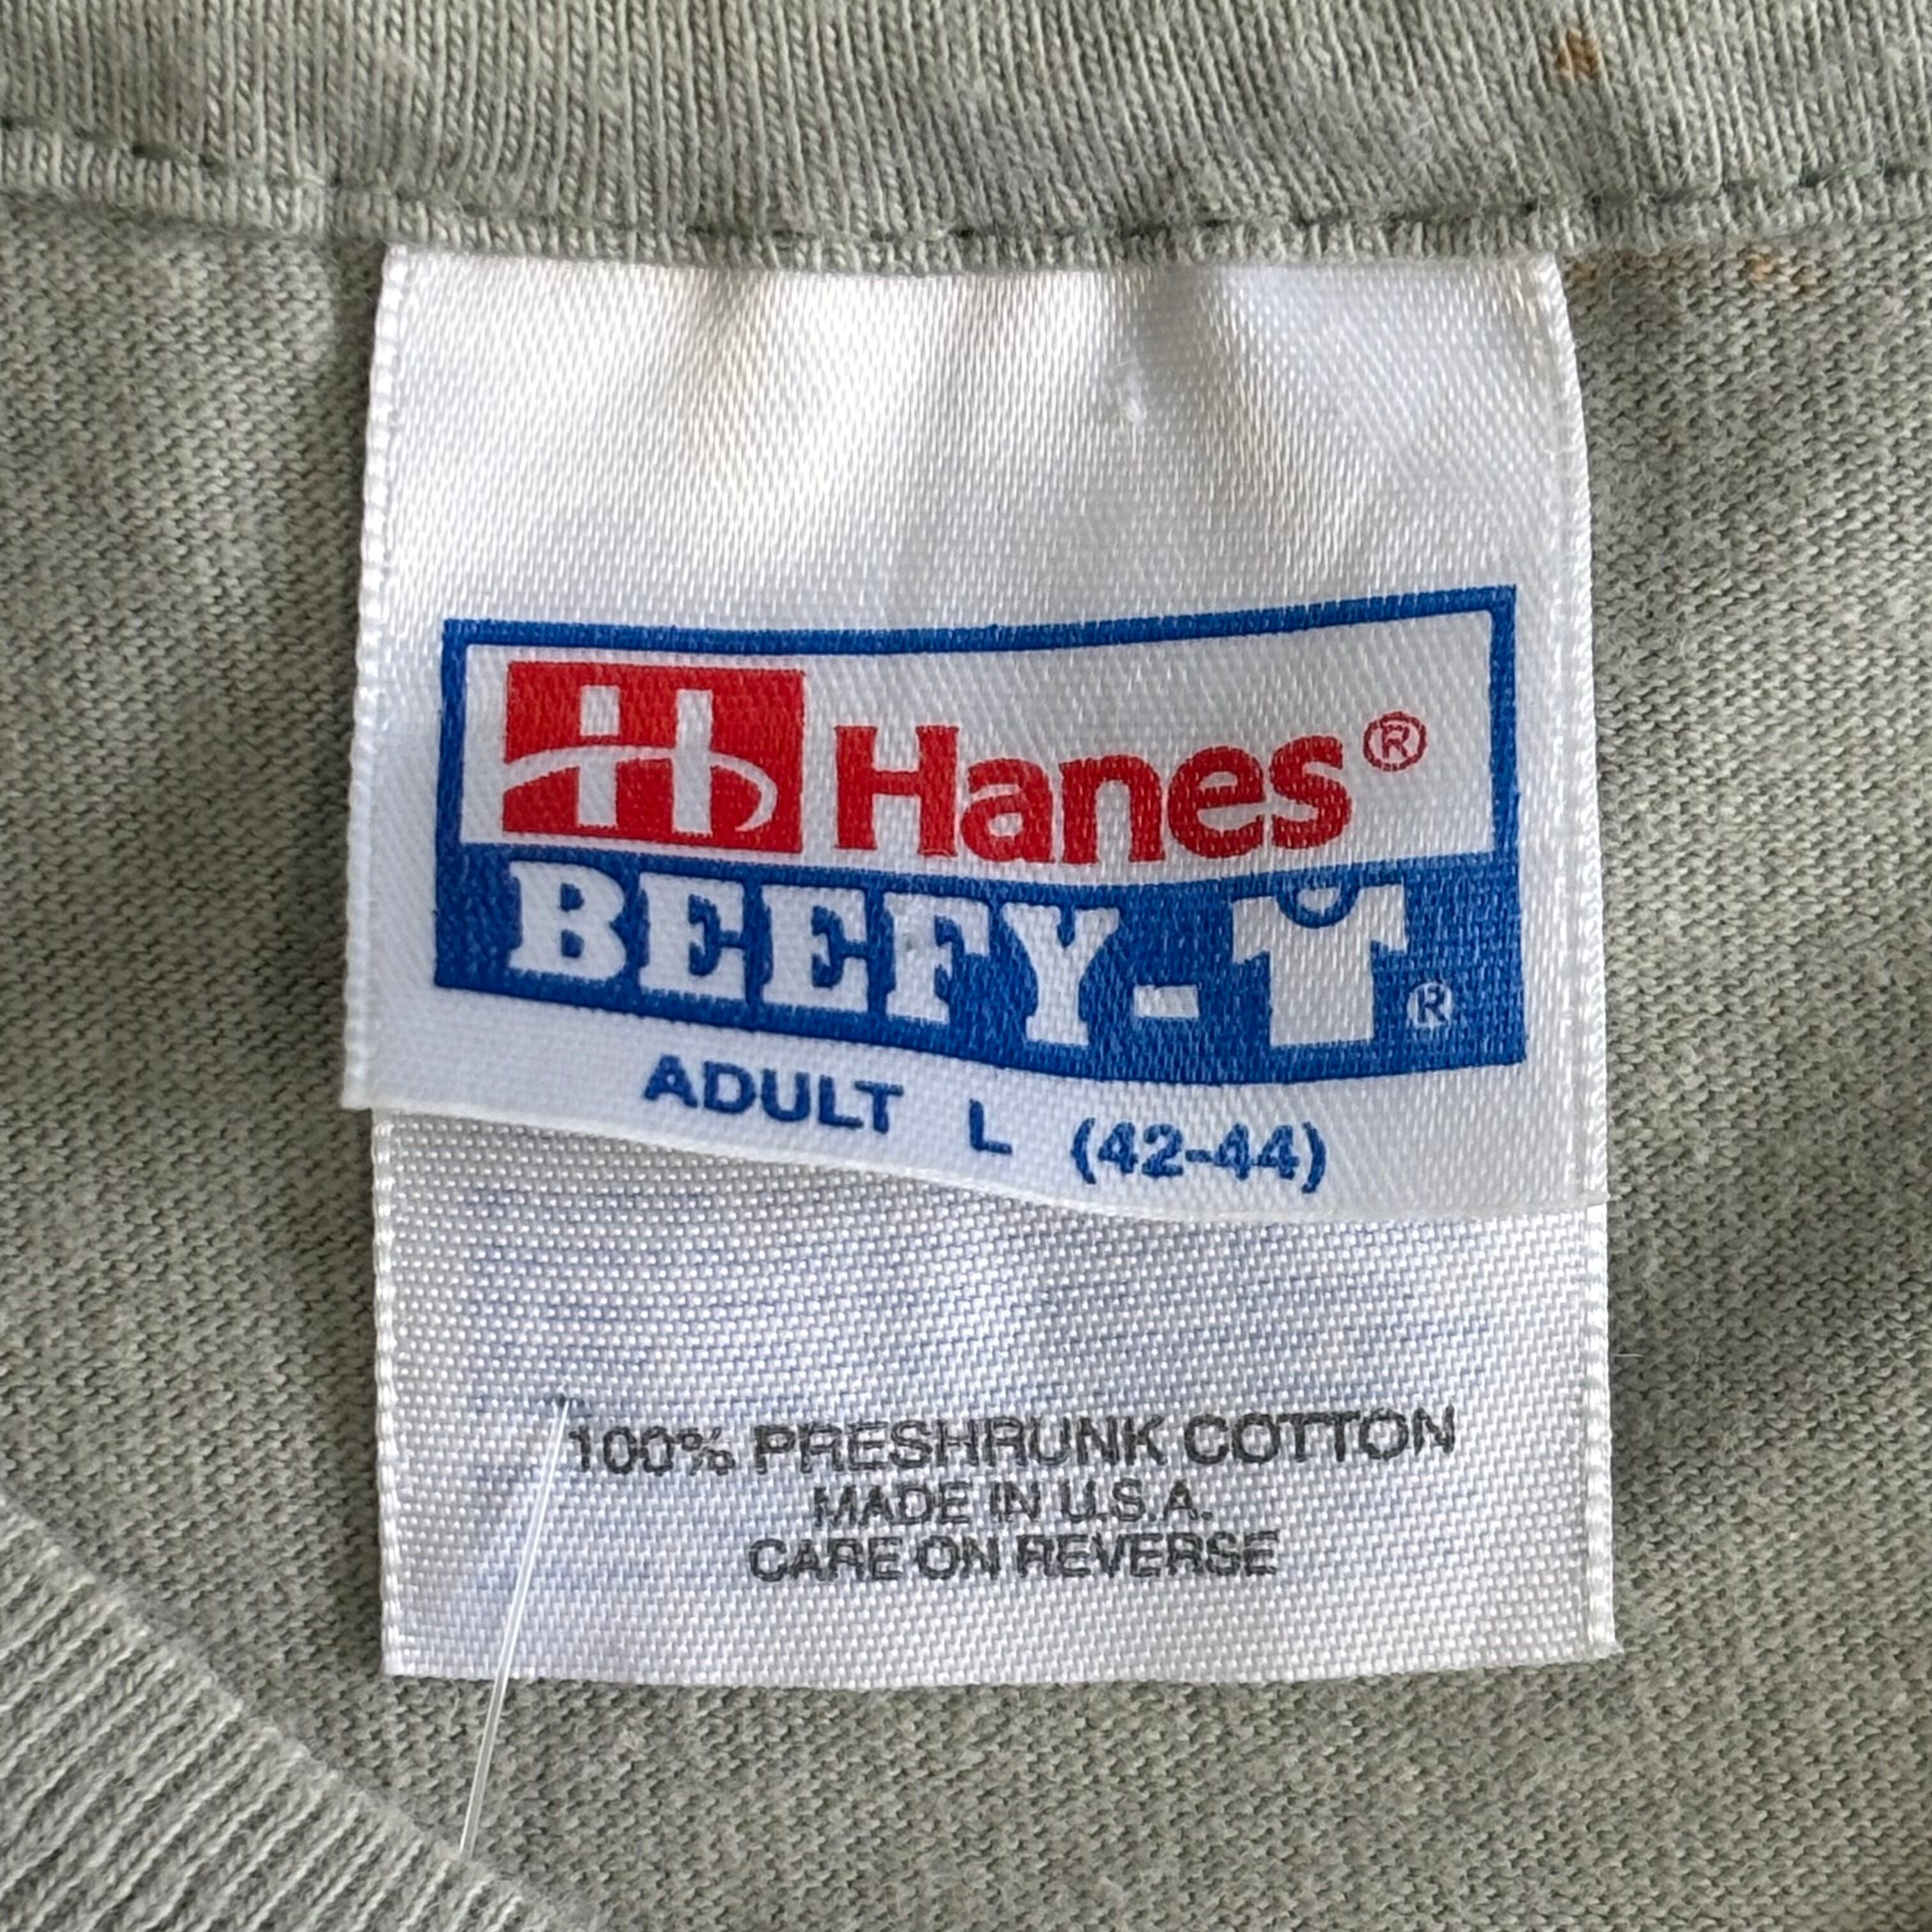 H Hanes®
BEEFY-T®
ADULT L (42-44)
100% PRESHRUNK COTTON
MADE IN U.S.A.
CARE ON REVERSE